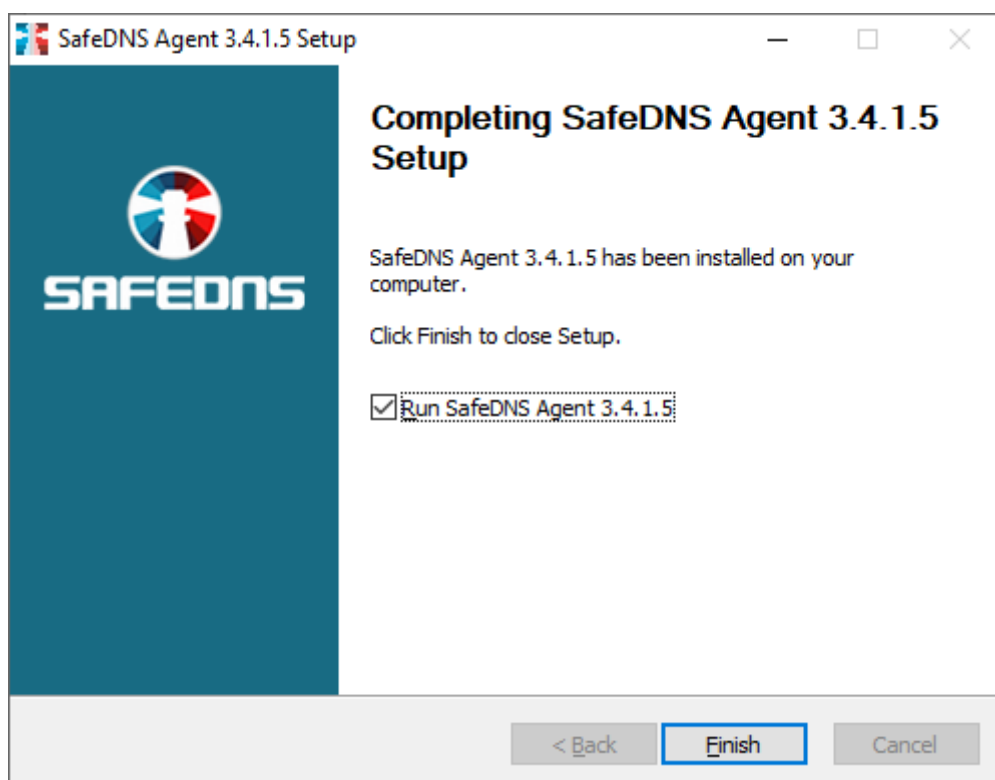 SafeDNS Agent 3.4.1.5 Setup
SAFEDNS
Completing SafeDNS Agent 3.4.1.5
Setup
SafeDNS Agent 3.4.1.5 has been installed on your
computer.
Click Finish to close Setup.
Run SafeDNS Agent 3.4.1.5
< Back
Finish
Cancel